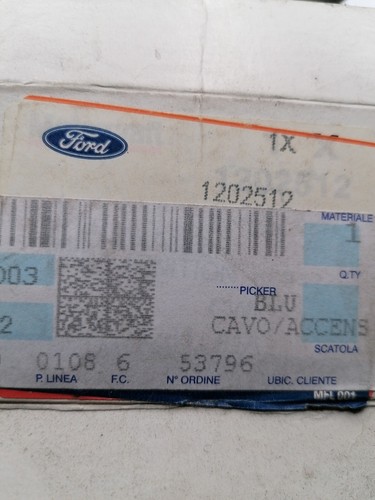 Ford
1X
1202512
MATERIALE
1
003
Q.TY
........PICKER
BLU
2
CAVO/ACCENS
SCATOLA
0108 6 53796
P. LINEA F.C. N° ORDINE UBIC. CLIENTE